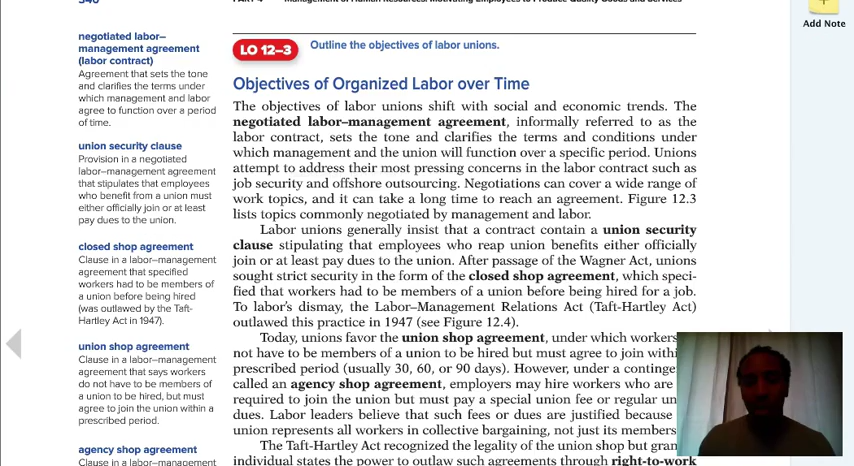 Add Note
negotiated labor–
management agreement
(labor contract)
Agreement that sets the tone
and clarifies the terms under
which management and labor
agree to function over a period
of time.
union security clause
Provision in a negotiated
labor–management agreement
that stipulates that employees
who benefit from a union must
either officially join or at least
pay dues to the union.
closed shop agreement
Clause in a labor–management
agreement that specified
workers had to be members of
a union before being hired
(was outlawed by the Taft-
Hartley Act in 1947).
union shop agreement
Clause in a labor–management
agreement that says workers
do not have to be members of
a union to be hired, but must
agree to join the union within a
prescribed period.
agency shop agreement
Clause in a labor–management
LO 12–3 Outline the objectives of labor unions.
Objectives of Organized Labor over Time
The objectives of labor unions shift with social and economic trends. The
negotiated labor–management agreement, informally referred to as the
labor contract, sets the tone and clarifies the terms and conditions under
which management and the union will function over a specific period. Unions
attempt to address their most pressing concerns in the labor contract such as
job security and offshore outsourcing. Negotiations can cover a wide range of
work topics, and it can take a long time to reach an agreement. Figure 12.3
lists topics commonly negotiated by management and labor.
Labor unions generally insist that a contract contain a union security
clause stipulating that employees who reap union benefits either officially
join or at least pay dues to the union. After passage of the Wagner Act, unions
sought strict security in the form of the closed shop agreement, which speci-
fied that workers had to be members of a union before being hired for a job.
To labor's dismay, the Labor–Management Relations Act (Taft-Hartley Act)
outlawed this practice in 1947 (see Figure 12.4).
Today, unions favor the union shop agreement, under which workers
not have to be members of a union to be hired but must agree to join
prescribed period (usually 30, 60, or 90 days). However, under a
called an agency shop agreement, employers may hire workers who are
required to join the union but must pay a special union fee or regular
dues. Labor leaders believe that such fees or dues are justified because
union represents all workers in collective bargaining, not just its members
The Taft-Hartley Act recognized the legality of the union shop but
individual states the power to outlaw such agreements through right-to-work